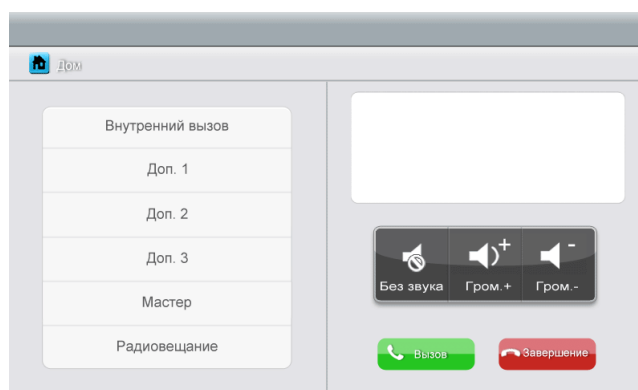 Дом
Внутренний вызов
Доп. 1
Доп. 2
Доп. 3
Мастер
Радиовещание
Без звука Гром.+ Гром.-
Вызов Завершение